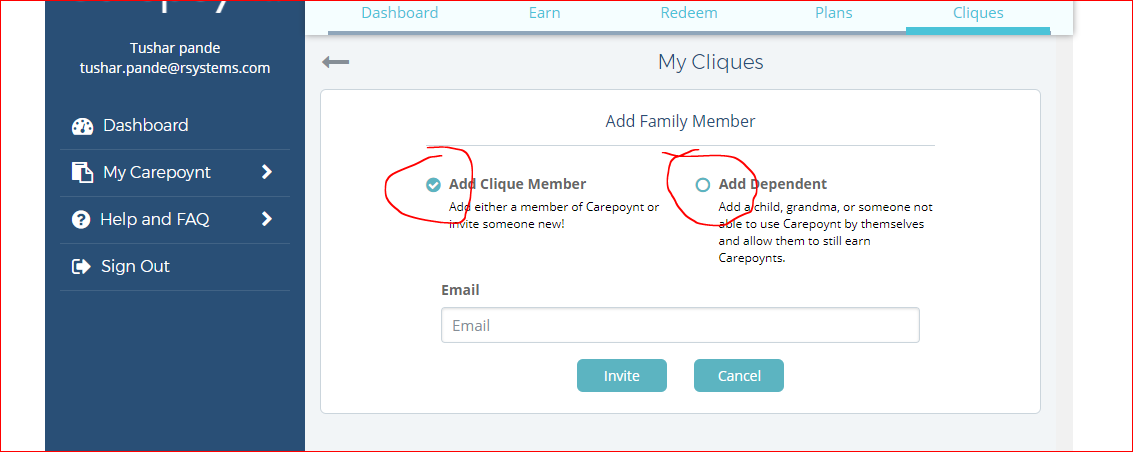 Dashboard Earn Redeem Plans Cliques
Tushar pande
tushar.pande@rsystems.com
Dashboard
My Carepoynt
Help and FAQ
Sign Out
My Cliques
Add Family Member
Add Clique Member
Add either a member of Carepoynt or
invite someone new!
Add Dependent
Add a child, grandma, or someone not
able to use Carepoynt by themselves
and allow them to still earn
Carepoynts.
Email
Email
Invite Cancel